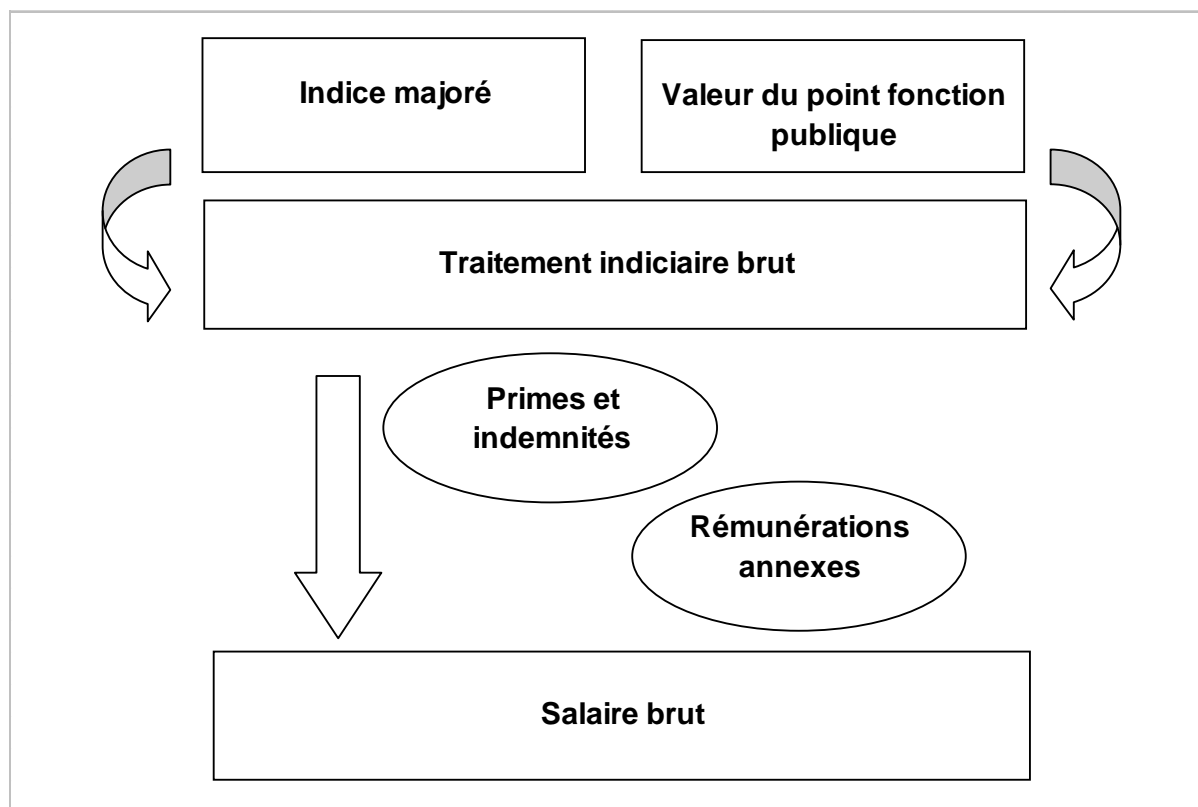 Indice majoré
Valeur du point fonction
publique
Traitement indiciaire brut
Primes et
indemnités
Rémunérations
annexes
Salaire brut